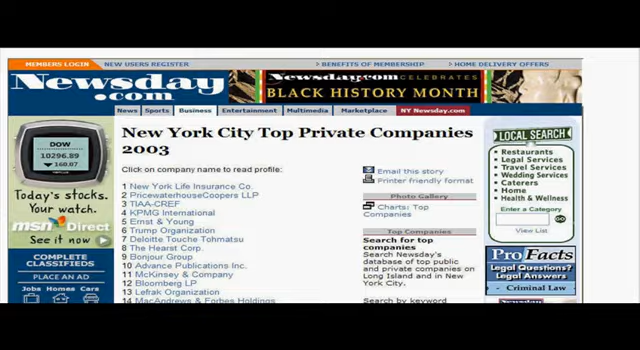 MEMBERS LOGIN
NEW USERS REGISTER
BENEFITS OF MEMBERSHIP
HOME DELIVERY OFFERS
Newsday
.com
Newsday.com CELEBRATES
BLACK HISTORY MONTH
News
Sports
Business
Entertainment
Multimedia
Marketplace
NY Newsday.com
DOW
10296.89
160.07
Today's stocks.
Your watch.
msn Direct
See it now
COMPLETE
CLASSIFIEDS
PLACE AN AD
Jobs Homes Cars
New York City Top Private Companies
2003
Click on company name to read profile:
1 New York Life Insurance Co.
2 PricewaterhouseCoopers LLP
3 TIAA-CREF
4 KPMG International
5 Ernst & Young
6 Trump Organization
7 Deloitte Touche Tohmatsu
8 The Hearst Corp.
9 Bonjour Group
10 Advance Publications Inc.
11 McKinsey & Company
12 Bloomberg LP
13 Lefrak Organization
14 MacAndrews & Forbes Holdings
Email this story
Printer friendly format
Photo Gallery
Charts: Top
Companies
Top Companies
Search for top
companies
Search Newsday's
database of top public
and private companies on
Long Island and in New
York City.
Search by keyword
LOCAL SEARCH
Restaurants
Legal Services
Travel Services
Wedding Services
Caterers
Home
Health & Wellness
Enter a Category
GO
View List
ProFacts
Legal Questions?
Legal Answers.
Criminal Law